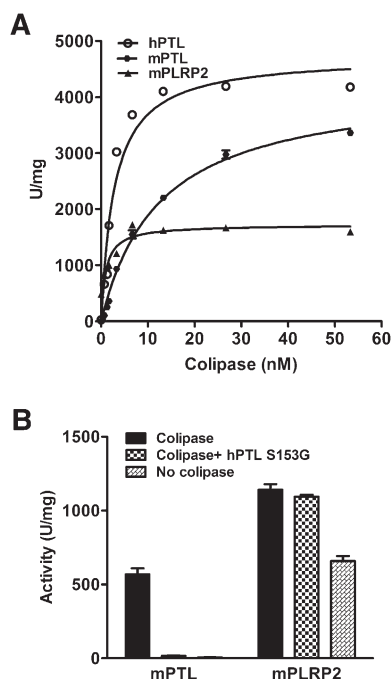 A
5000
4000
3000
2000
1000
0
U/mg
hPTL
mPTL
mPLRP2
0 10 20 30 40 50 60
Colipase (nM)
B
1500
1000
500
0
Activity (U/mg)
Colipase
Colipase+ hPTL S153G
No colipase
mPTL mPLRP2